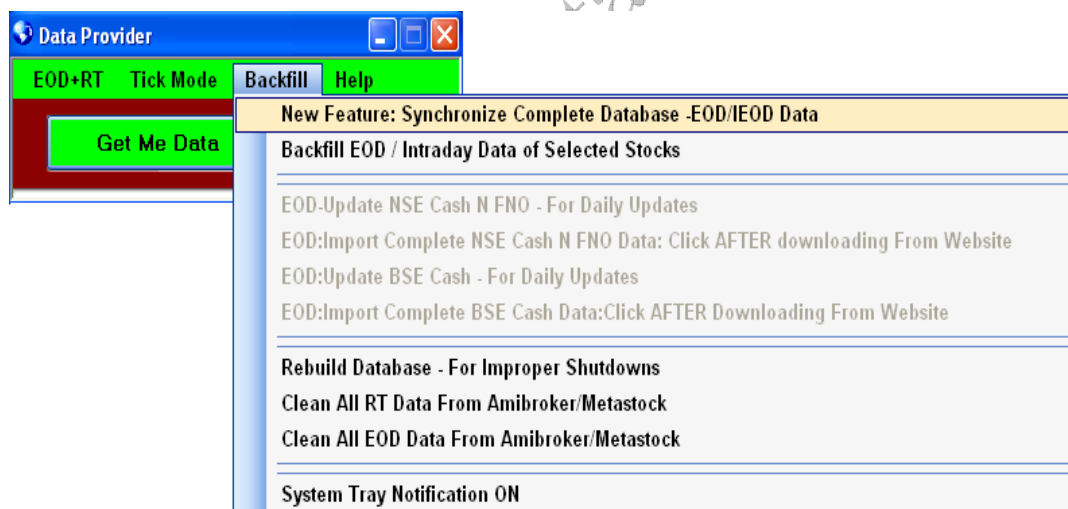 Data Provider
EOD+RT Tick Mode Backfill Help
Get Me Data
New Feature: Synchronize Complete Database -EOD/IEOD Data
Backfill EOD / Intraday Data of Selected Stocks
EOD-Update NSE Cash N FNO - For Daily Updates
EOD:Import Complete NSE Cash N FNO Data: Click AFTER downloading From Website
EOD:Update BSE Cash - For Daily Updates
EOD:Import Complete BSE Cash Data:Click AFTER Downloading From Website
Rebuild Database - For Improper Shutdowns
Clean All RT Data From Amibroker/Metastock
Clean All EOD Data From Amibroker/Metastock
System Tray Notification ON